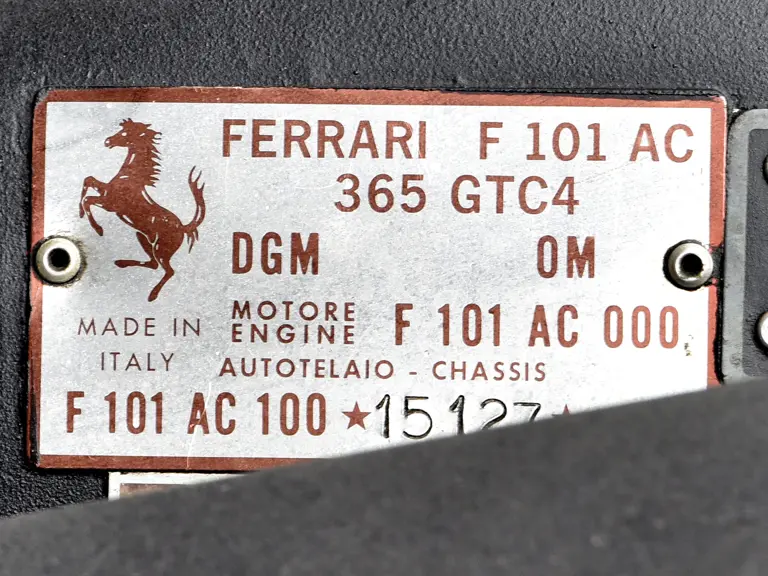 FERRARI F 101 AC
365 GTC4
DGM OM
MOTORE
ENGINE F 101 AC 000
MADE IN
ITALY
AUTOTELAIO - CHASSIS
F 101 AC 100 ★15127★